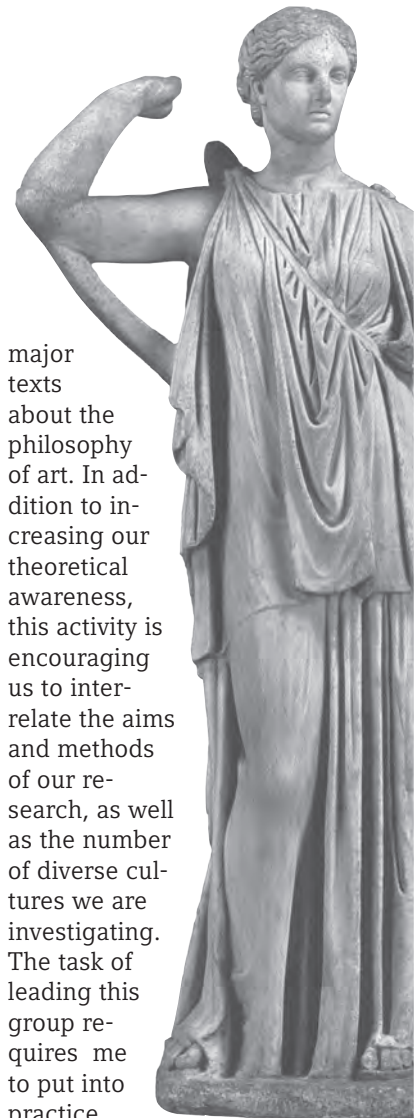 major
texts
about the
philosophy
of art. In ad-
dition to in-
creasing our
theoretical
awareness,
this activity is
encouraging
us to inter-
relate the aims
and methods
of our re-
search, as well
as the number
of diverse cul-
tures we are
investigating.
The task of
leading this
group re-
quires  me
to put into
practice